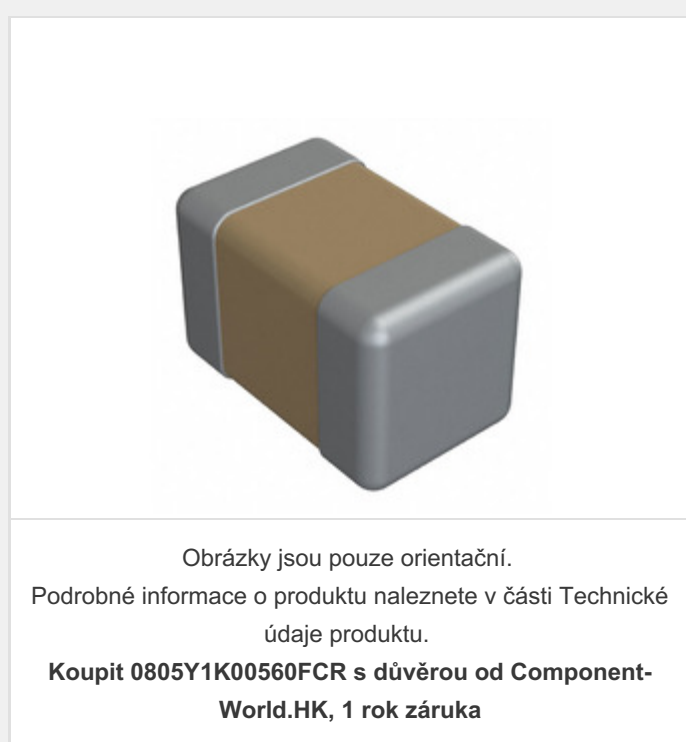 Obrázky jsou pouze orientační.
Podrobné informace o produktu naleznete v části Technické
údaje produktu.
Koupit 0805Y1K00560FCR s důvěrou od Component-
World.HK, 1 rok záruka